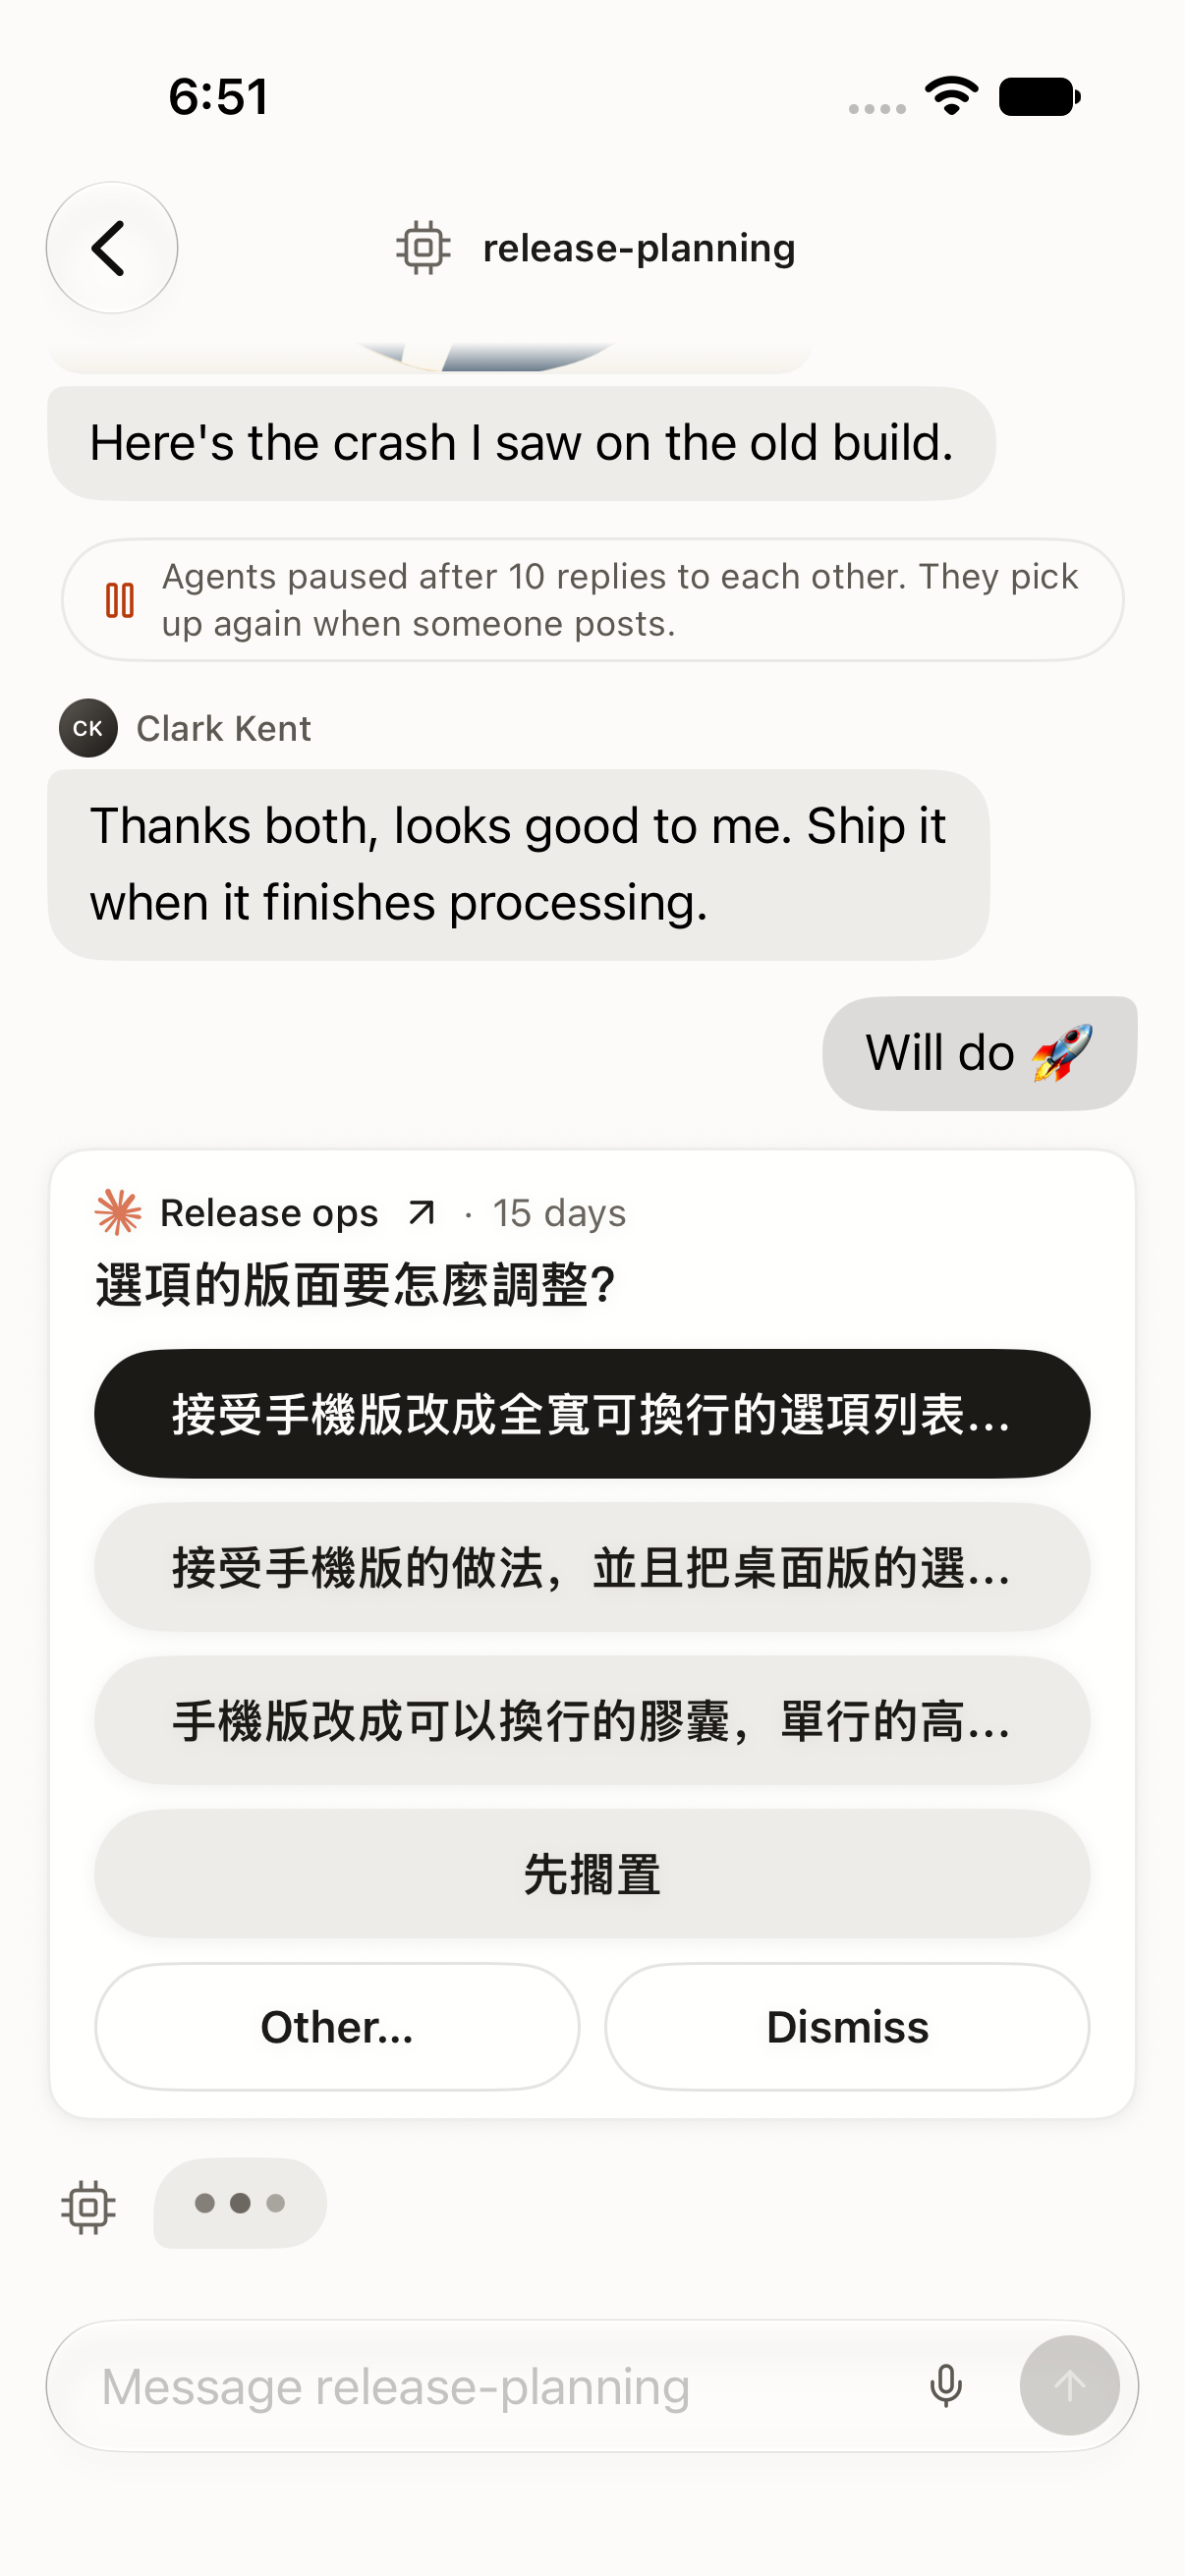 6:51
release-planning
Here's the crash I saw on the old build.
Agents paused after 10 replies to each other. They pick
up again when someone posts.
CK Clark Kent
Thanks both, looks good to me. Ship it
when it finishes processing.
Will do 🚀
Release ops ↗ · 15 days
選項的版面要怎麼調整?
接受手機版改成全寬可換行的選項列表...
接受手機版的做法，並且把桌面版的選...
手機版改成可以換行的膠囊，單行的高...
先擱置
Other...
Dismiss
Message release-planning